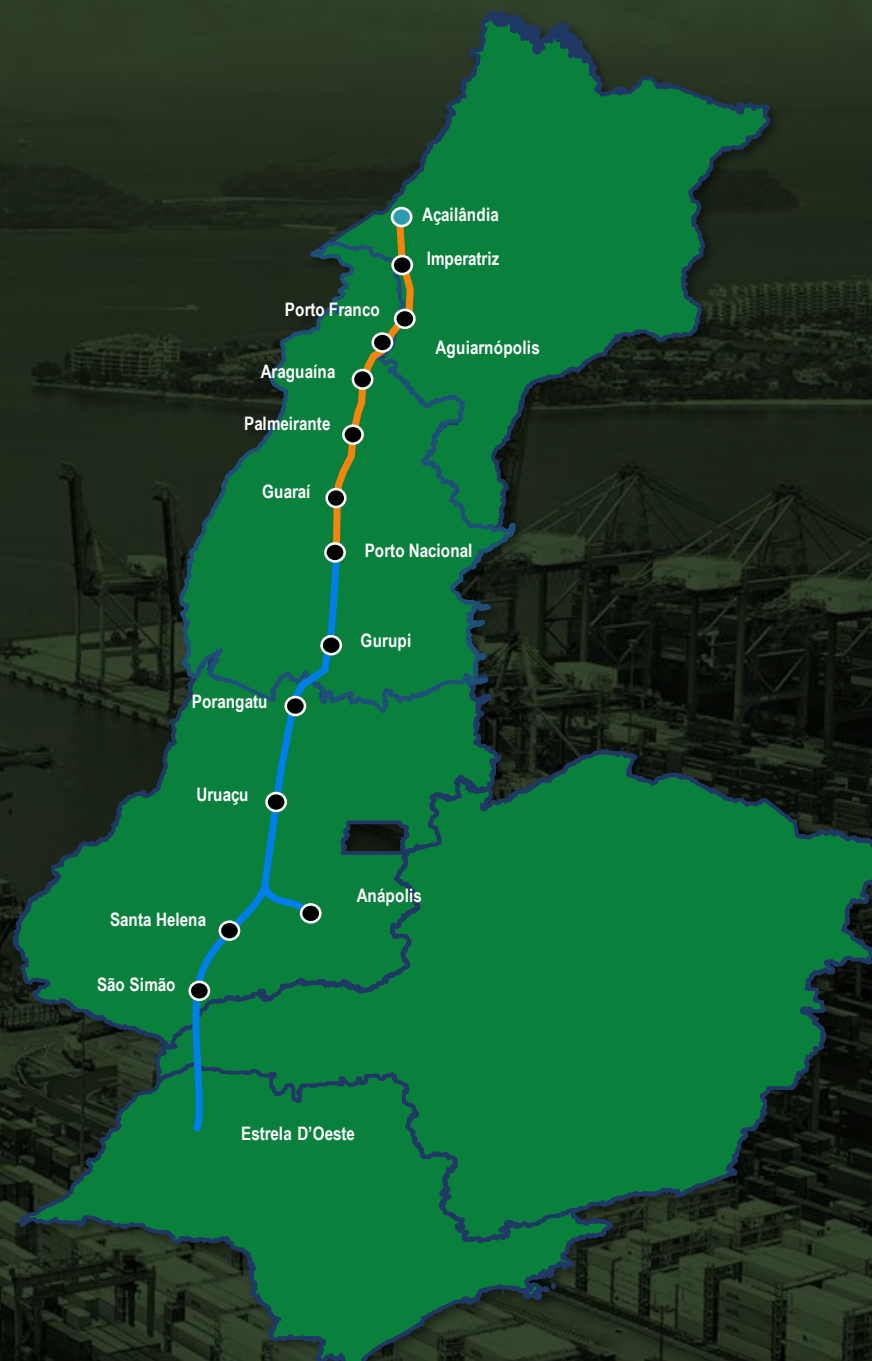 Açailândia
Imperatriz
Porto Franco
Aguiarnópolis
Araguaína
Palmeirante
Guaraí
Porto Nacional
Gurupi
Porangatu
Uruaçu
Anápolis
Santa Helena
São Simão
Estrela D’Oeste